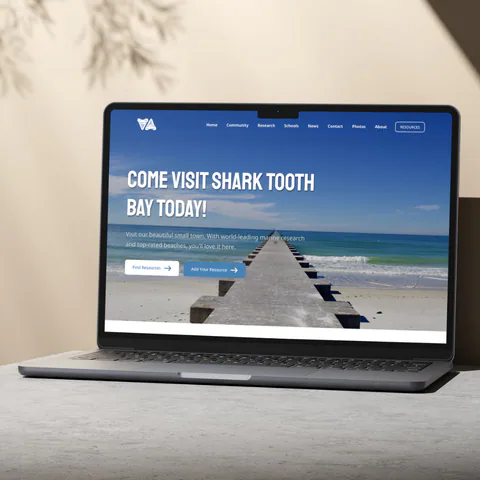 Home Community Research Schools News Contact Photos About RESOURCES
COME VISIT SHARK TOOTH
BAY TODAY!
Visit our beautiful small town. With world-leading marine research
and top-rated beaches, you'll love it here.
Find Resources Add Your Resource